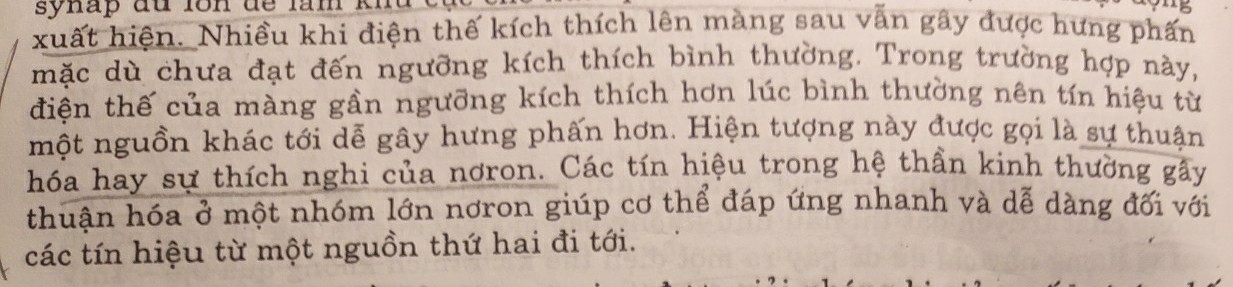 synáp đủ lớn để làm khử cực
xuất hiện. Nhiều khi điện thế kích thích lên màng sau vẫn gây được hưng phấn
mặc dù chưa đạt đến ngưỡng kích thích bình thường. Trong trường hợp này,
điện thế của màng gần ngưỡng kích thích hơn lúc bình thường nên tín hiệu từ
một nguồn khác tới dễ gây hưng phấn hơn. Hiện tượng này được gọi là sự thuận
hóa hay sự thích nghi của nơron. Các tín hiệu trong hệ thần kinh thường gây
thuận hóa ở một nhóm lớn nơron giúp cơ thể đáp ứng nhanh và dễ dàng đối với
các tín hiệu từ một nguồn thứ hai đi tới.